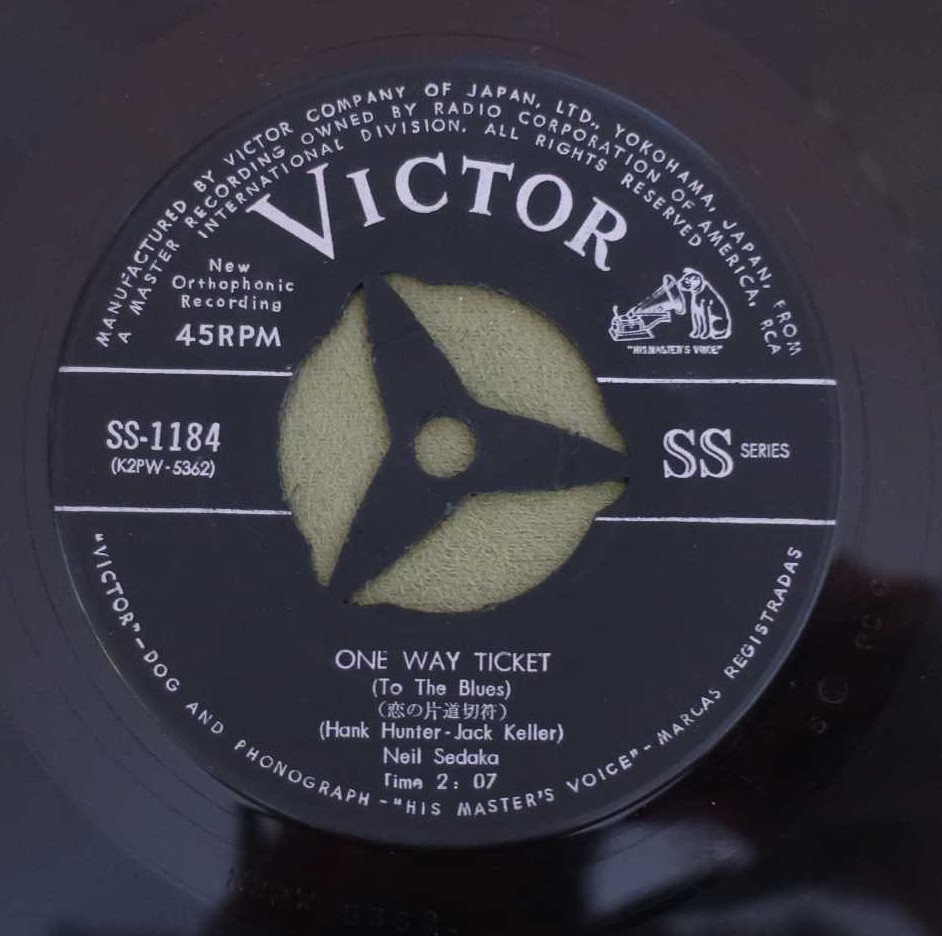 MANUFACTURED BY VICTOR COMPANY OF JAPAN, LTD., YOKOHAMA, JAPAN, FROM
A MASTER RECORDING OWNED BY RADIO CORPORATION OF AMERICA, RCA
INTERNATIONAL DIVISION. ALL RIGHTS RESERVED
VICTOR
New
Orthophonic
Recording
45RPM
"HIS MASTER'S VOICE"
SS-1184
(K2PW-5362)
SS SERIES
ONE WAY TICKET
(To The Blues)
(恋の片道切符)
(Hank Hunter-Jack Keller)
Neil Sedaka
Time 2: 07
"VICTOR"-DOG AND PHONOGRAPH-"HIS MASTER'S VOICE"-MARCAS REGISTRADAS